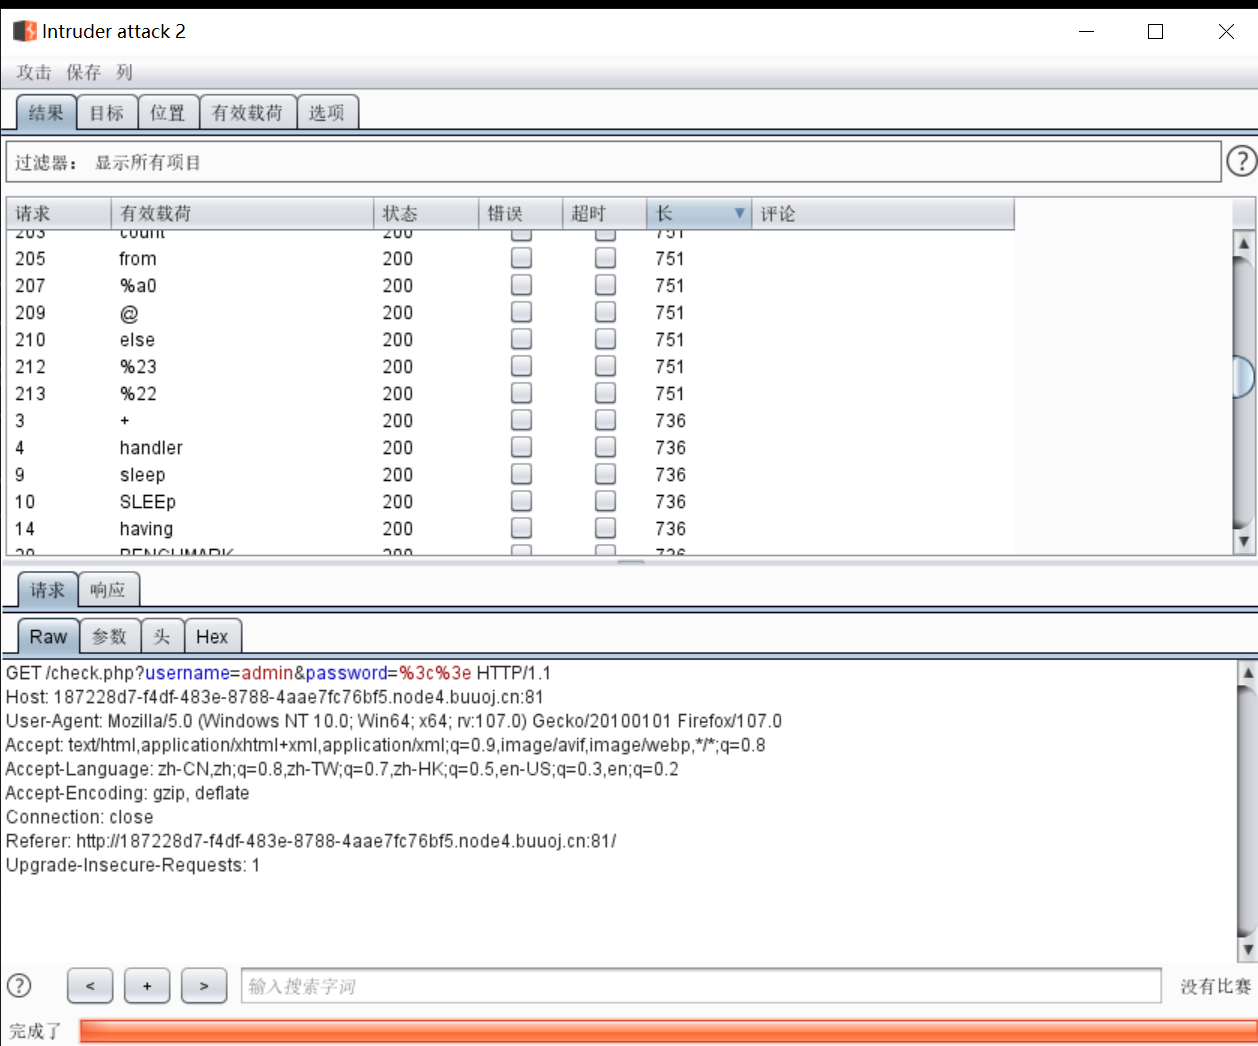 Intruder attack 2
攻击 保存 列
结果 目标 位置 有效载荷 选项
过滤器： 显示所有项目
请求 有效载荷 状态 错误 超时 长 评论
203 count 200 751
205 from 200 751
207 %a0 200 751
209 @ 200 751
210 else 200 751
212 %23 200 751
213 %22 200 751
3 + 200 736
4 handler 200 736
9 sleep 200 736
10 SLEEp 200 736
14 having 200 736
BENCHMARK 200 736
请求 响应
Raw 参数 头 Hex
GET /check.php?username=admin&password=%3c%3e HTTP/1.1
Host: 187228d7-f4df-483e-8788-4aae7fc76bf5.node4.buuoj.cn:81
User-Agent: Mozilla/5.0 (Windows NT 10.0; Win64; x64; rv:107.0) Gecko/20100101 Firefox/107.0
Accept: text/html,application/xhtml+xml,application/xml;q=0.9,image/avif,image/webp,*/*;q=0.8
Accept-Language: zh-CN,zh;q=0.8,zh-TW;q=0.7,zh-HK;q=0.5,en-US;q=0.3,en;q=0.2
Accept-Encoding: gzip, deflate
Connection: close
Referer: http://187228d7-f4df-483e-8788-4aae7fc76bf5.node4.buuoj.cn:81/
Upgrade-Insecure-Requests: 1
? < + > 输入搜索字词 没有比赛
完成了